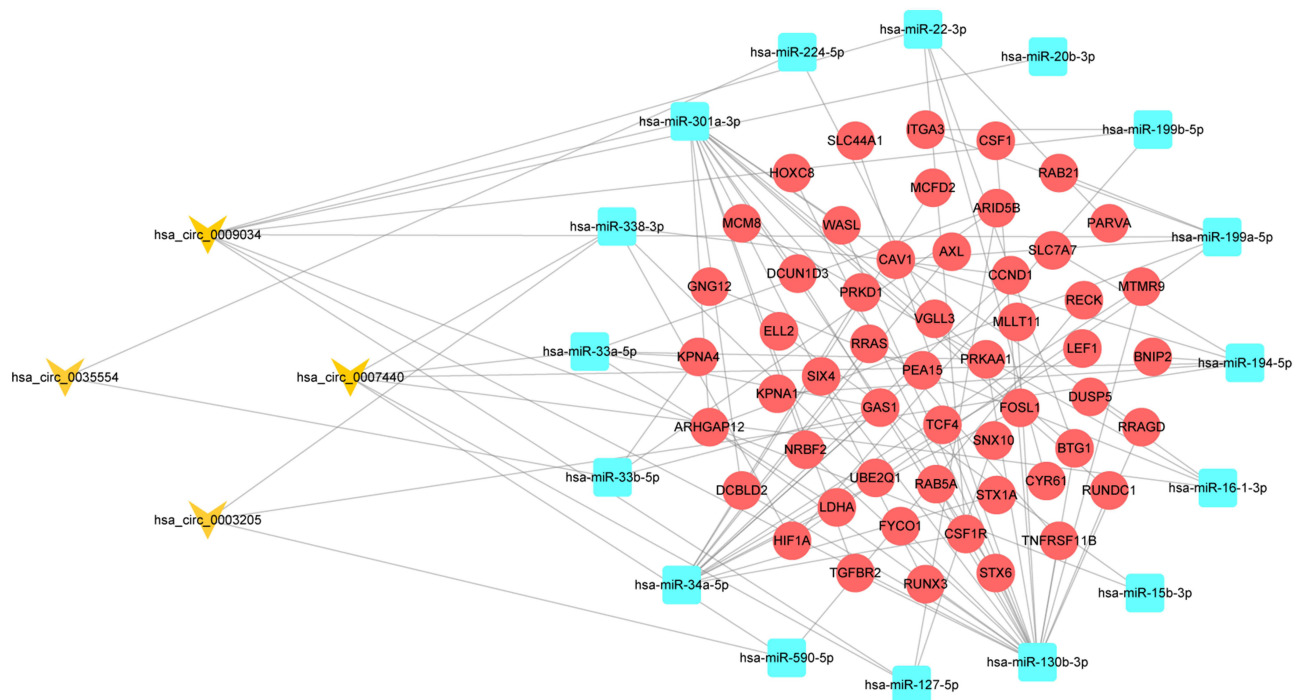 hsa-miR-22-3p
hsa-miR-224-5p
hsa-miR-20b-3p
hsa-miR-301a-3p
hsa-miR-199b-5p
SLC44A1
ITGA3
CSF1
HOXC8
RAB21
MCFD2
ARID5B
MCM8
WASL
PARVA
hsa_circ_0009034
hsa-miR-338-3p
hsa-miR-199a-5p
AXL
SLC7A7
CAV1
DCUN1D3
CCND1
GNG12
PRKD1
MTMR9
RECK
VGLL3
MLLT11
ELL2
RRAS
hsa-miR-33a-5p
KPNA4
PRKAA1
LEF1
BNIP2
hsa-miR-194-5p
hsa_circ_0035554
hsa_circ_0007440
SIX4
PEA15
KPNA1
DUSP5
GAS1
FOSL1
ARHGAP12
TCF4
RRAGD
SNX10
NRBF2
BTG1
hsa-miR-33b-5p
UBE2Q1
RAB5A
CYR61
hsa-miR-16-1-3p
DCBLD2
STX1A
RUNDC1
LDHA
hsa_circ_0003205
FYCO1
CSF1R
HIF1A
TNFRSF11B
TGFBR2
STX6
hsa-miR-34a-5p
RUNX3
hsa-miR-15b-3p
hsa-miR-590-5p
hsa-miR-130b-3p
hsa-miR-127-5p